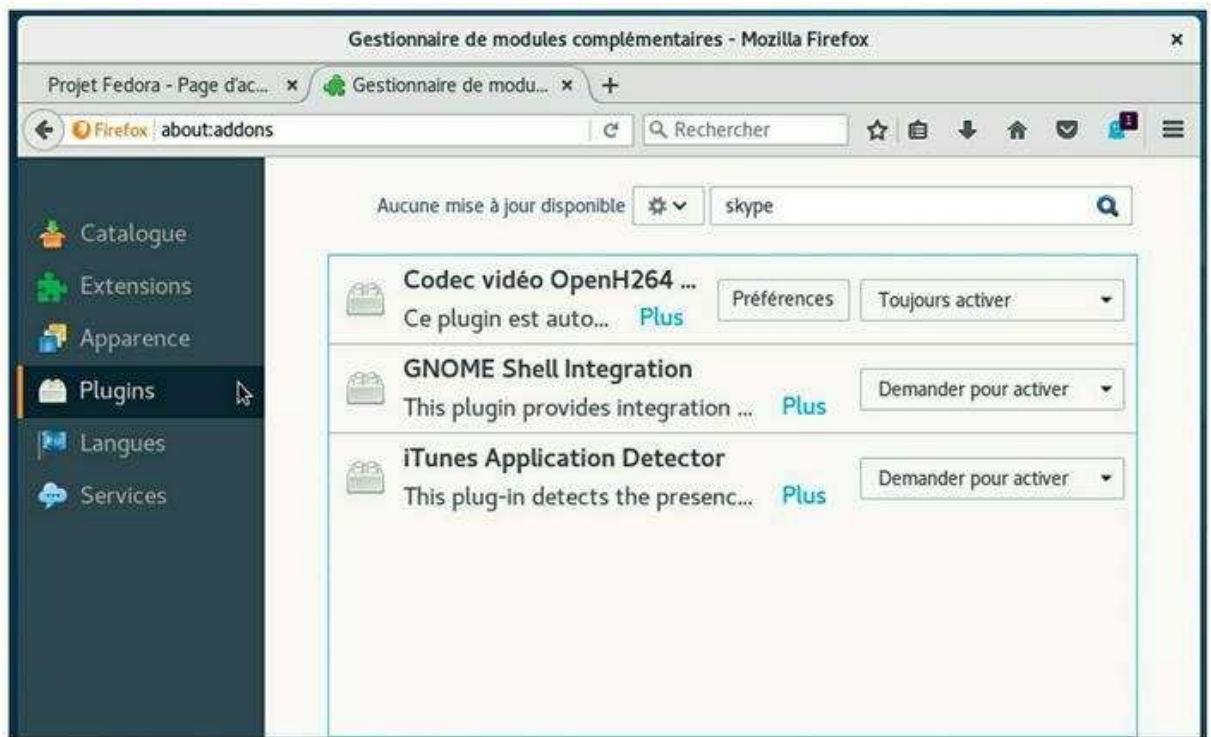 Gestionnaire de modules complémentaires - Mozilla Firefox
Projet Fedora - Page d'ac... Gestionnaire de modu...
Firefox about:addons Rechercher 1
Aucune mise à jour disponible skype
Catalogue
Extensions
Apparence
Plugins
Langues
Services
Codec vidéo OpenH264 ...
Ce plugin est auto... Plus
Préférences Toujours activer
GNOME Shell Integration
This plugin provides integration ... Plus
Demander pour activer
iTunes Application Detector
This plug-in detects the presenc... Plus
Demander pour activer